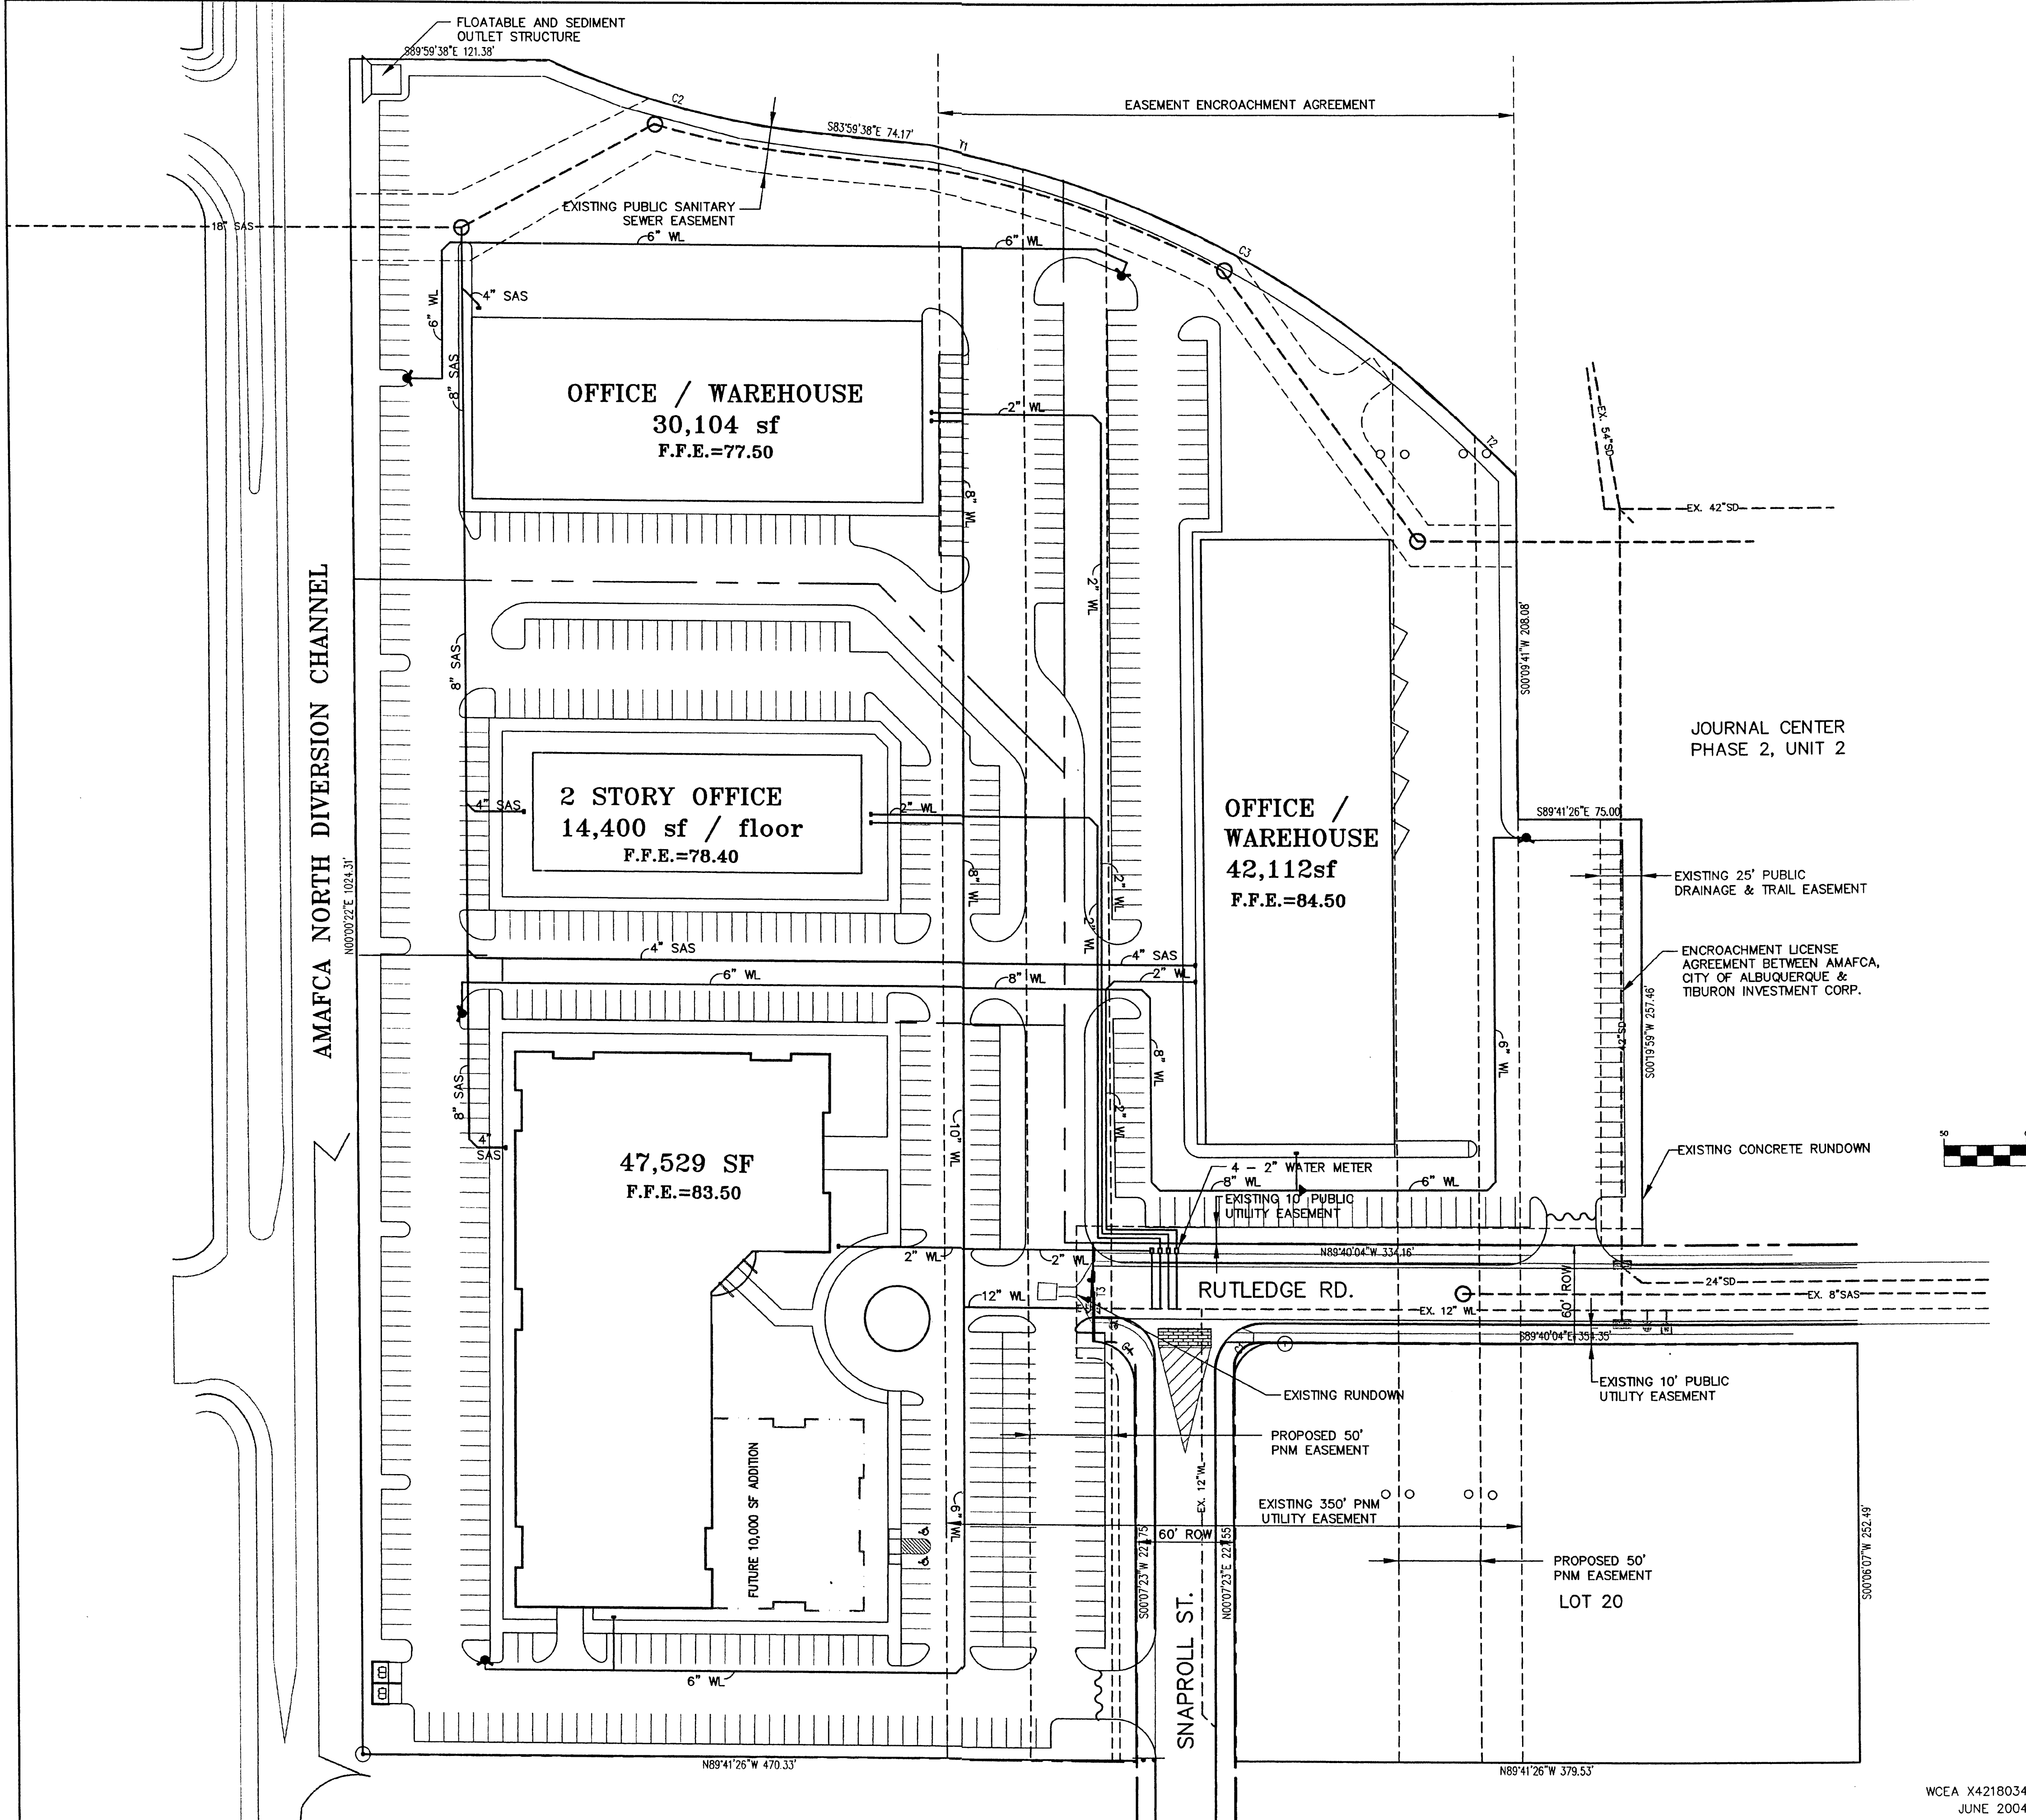 FLOATABLE AND SEDIMENT
OUTLET STRUCTURE
S89°59'38"E 121.38'
C2
S83°59'38"E 74.17'
T1
EASEMENT ENCROACHMENT AGREEMENT
EXISTING PUBLIC SANITARY
SEWER EASEMENT
18" SAS
6" WL
6" WL
C3
4" SAS
6" WL
8" SAS
OFFICE / WAREHOUSE
30,104 sf
F.F.E.=77.50
2" WL
8" WL
T2
EX. 54"SD
EX. 42"SD
2" WL
S00°09'41"W 208.08'
AMAFCA NORTH DIVERSION CHANNEL
N00°00'22"E 1024.31'
8" SAS
JOURNAL CENTER
PHASE 2, UNIT 2
2 STORY OFFICE
14,400 sf / floor
F.F.E.=78.40
4" SAS
2" WL
8" WL
2" WL
2" WL
OFFICE /
WAREHOUSE
42,112sf
F.F.E.=84.50
S89°41'26"E 75.00'
EXISTING 25' PUBLIC
DRAINAGE & TRAIL EASEMENT
ENCROACHMENT LICENSE
AGREEMENT BETWEEN AMAFCA,
CITY OF ALBUQUERQUE &
TIBURON INVESTMENT CORP.
4" SAS
4" SAS
6" WL
8" WL
2" WL
42"SD
S00°19'59"W 257.46'
8" SAS
4"
SAS
8" WL
6" WL
10" WL
2" WL
47,529 SF
F.F.E.=83.50
EXISTING CONCRETE RUNDOWN
50
4 - 2" WATER METER
8" WL
6" WL
EXISTING 10' PUBLIC
UTILITY EASEMENT
2" WL
2" WL
N89°40'04"W 334.16'
RUTLEDGE RD.
60' ROW
24"SD
EX. 8"SAS
12" WL
T3
EX. 12" WL
S89°40'04"E 354.35'
C4
C1
EXISTING RUNDOWN
EXISTING 10' PUBLIC
UTILITY EASEMENT
PROPOSED 50'
PNM EASEMENT
EX. 12"WL
FUTURE 10,000 SF ADDITION
6" WL
EXISTING 350' PNM
UTILITY EASEMENT
60' ROW
PROPOSED 50'
PNM EASEMENT
LOT 20
S00°06'07"W 252.49'
SNAPROLL ST.
6" WL
N89°41'26"W 470.33'
N89°41'26"W 379.53'
WCEA X4218034
JUNE 2004